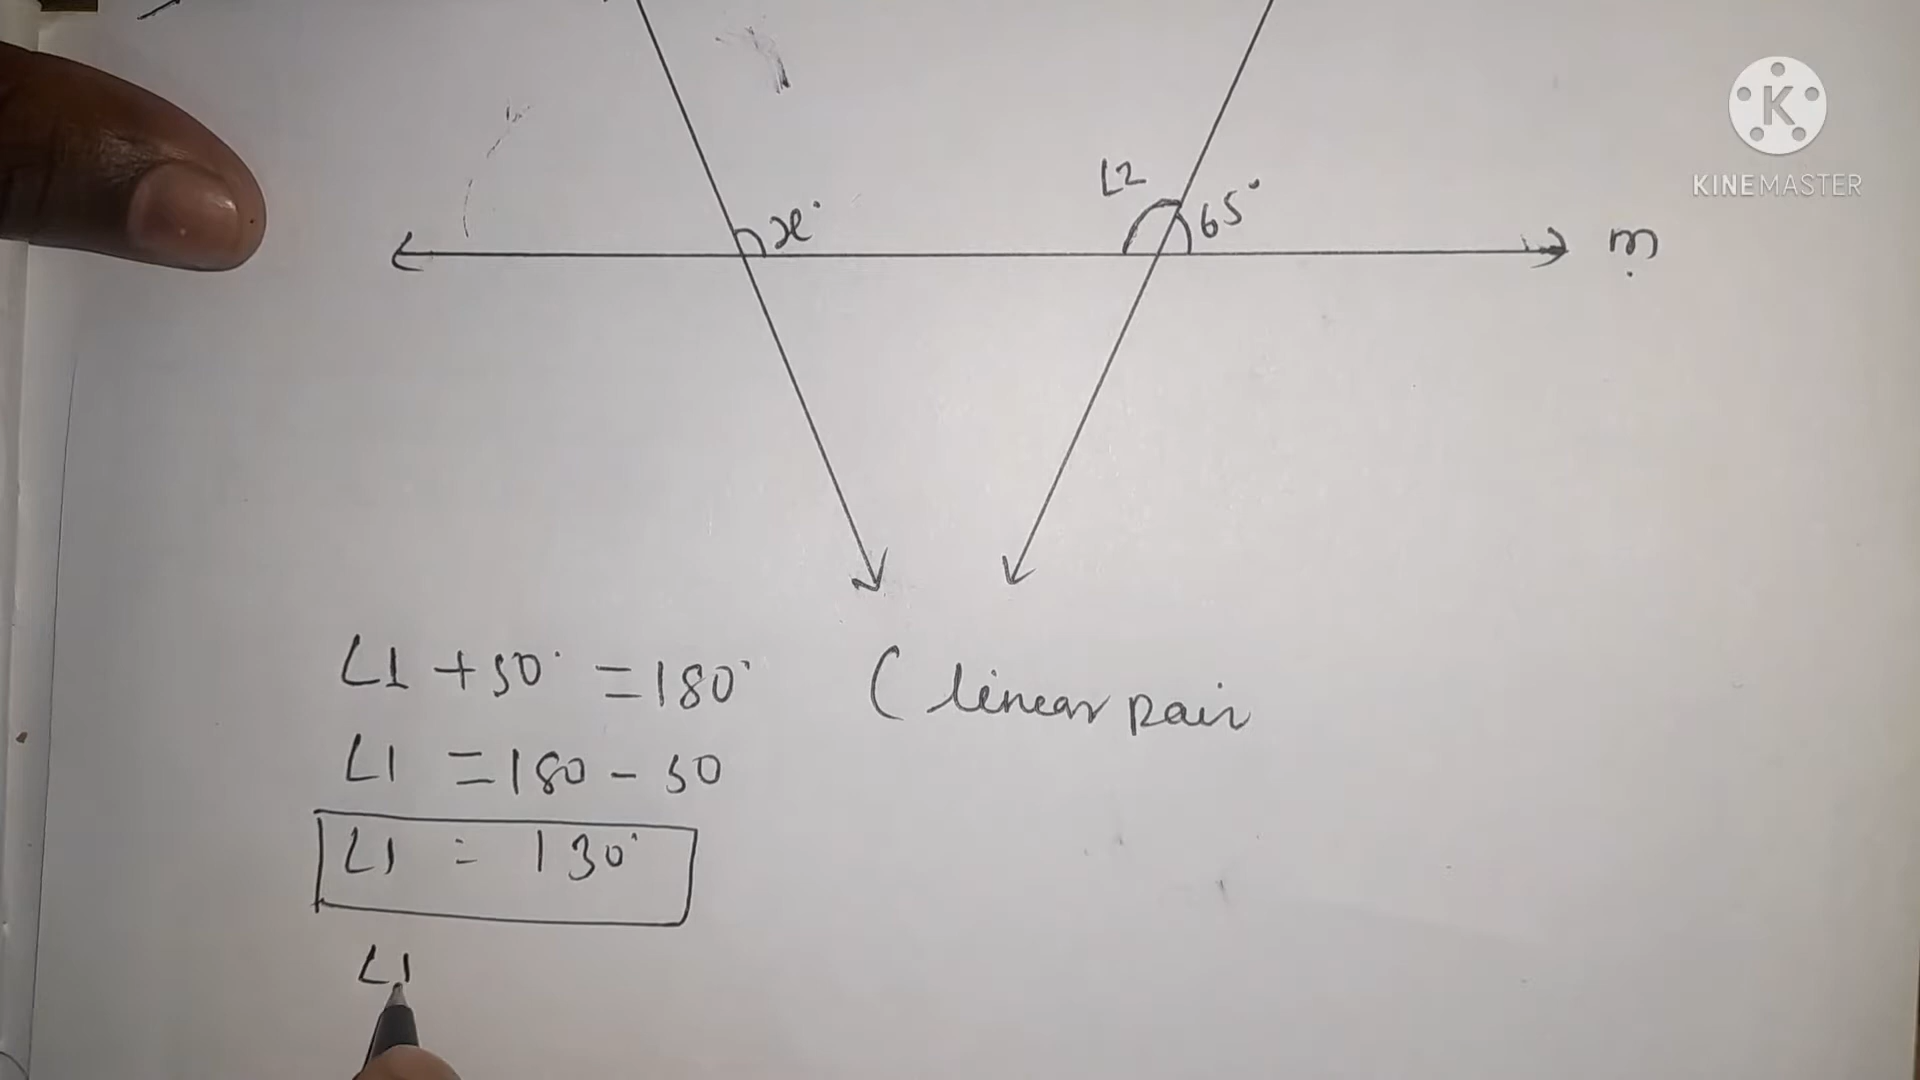 K
KINEMASTER
∠2
65°
x°
m
∠1 + 50° = 180° (linear pair
∠1 = 180 - 50
∠1 = 130°
∠1